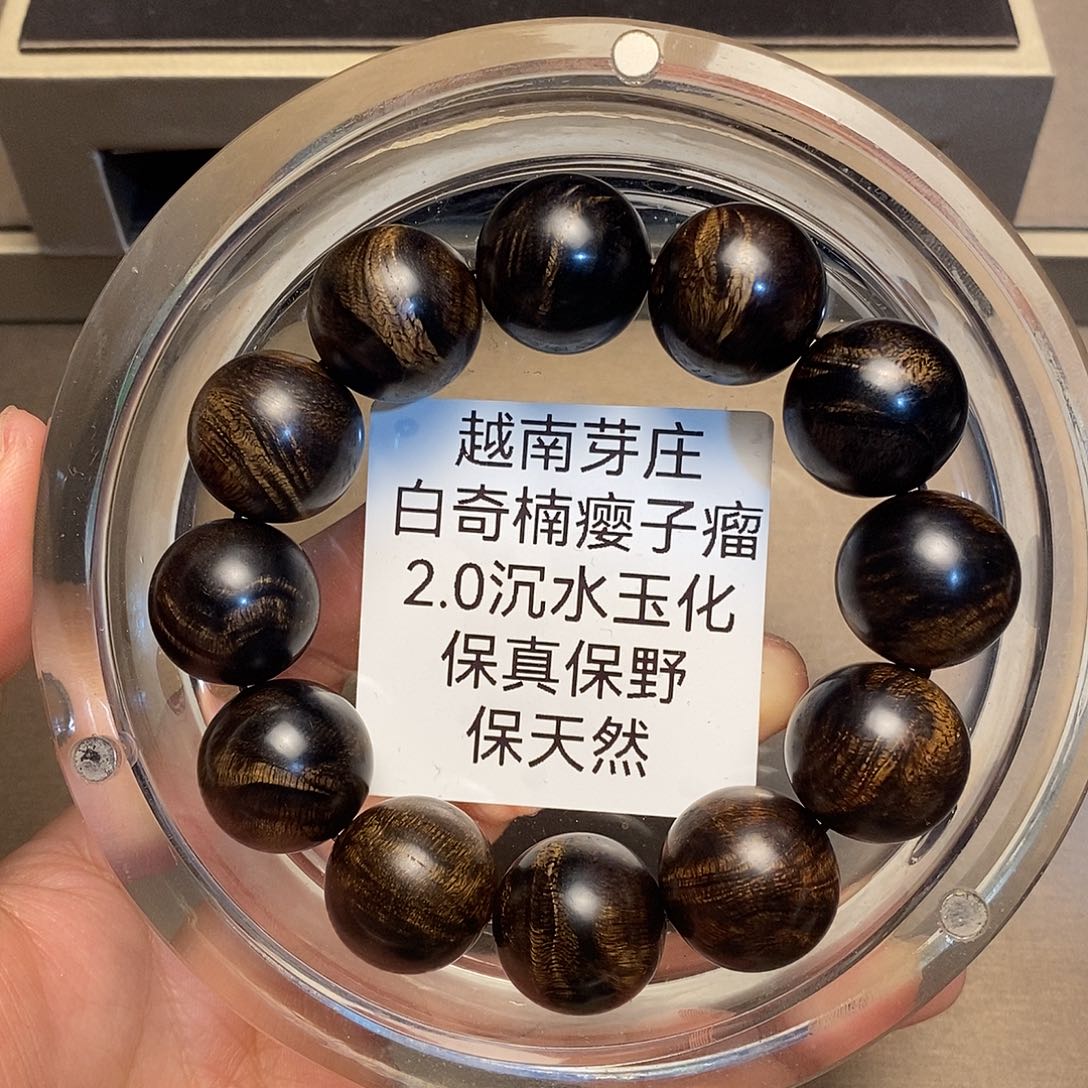 越南芽庄
白奇楠瘿子瘤
2.0沉水玉化
保真保野
保天然